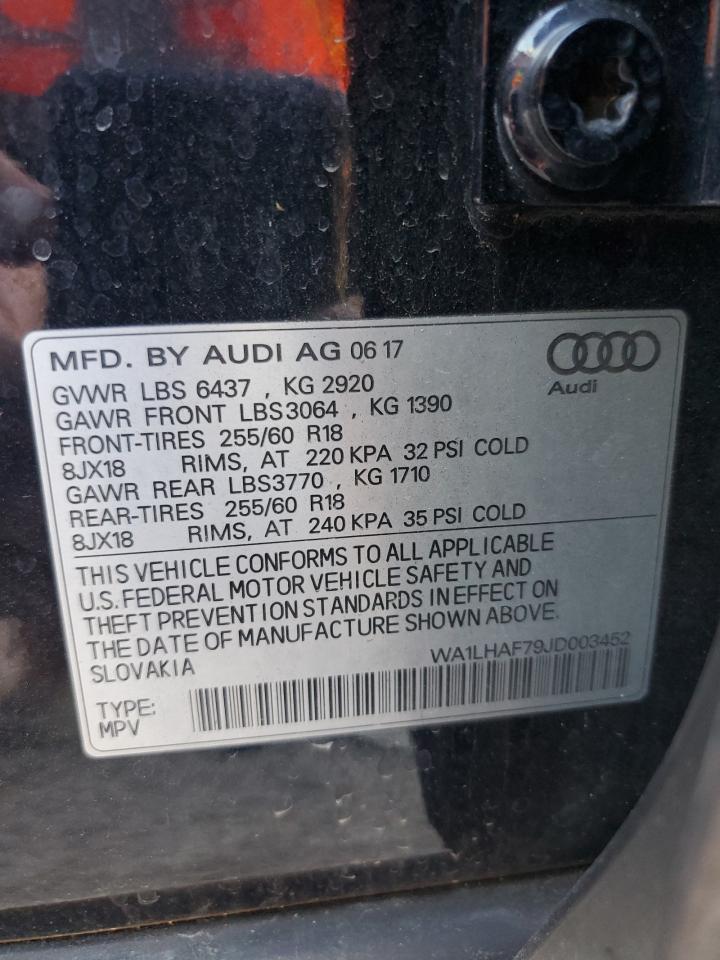 MFD. BY AUDI AG 06 17
Audi
GVWR LBS 6437 , KG 2920
GAWR FRONT LBS3064 , KG 1390
FRONT-TIRES 255/60 R18
8JX18 RIMS, AT 220 KPA 32 PSI COLD
GAWR REAR LBS3770 , KG 1710
REAR-TIRES 255/60 R18
8JX18 RIMS, AT 240 KPA 35 PSI COLD
THIS VEHICLE CONFORMS TO ALL APPLICABLE
U.S. FEDERAL MOTOR VEHICLE SAFETY AND
THEFT PREVENTION STANDARDS IN EFFECT ON
THE DATE OF MANUFACTURE SHOWN ABOVE.
SLOVAKIA WA1LHAF79JD003452
TYPE:
MPV